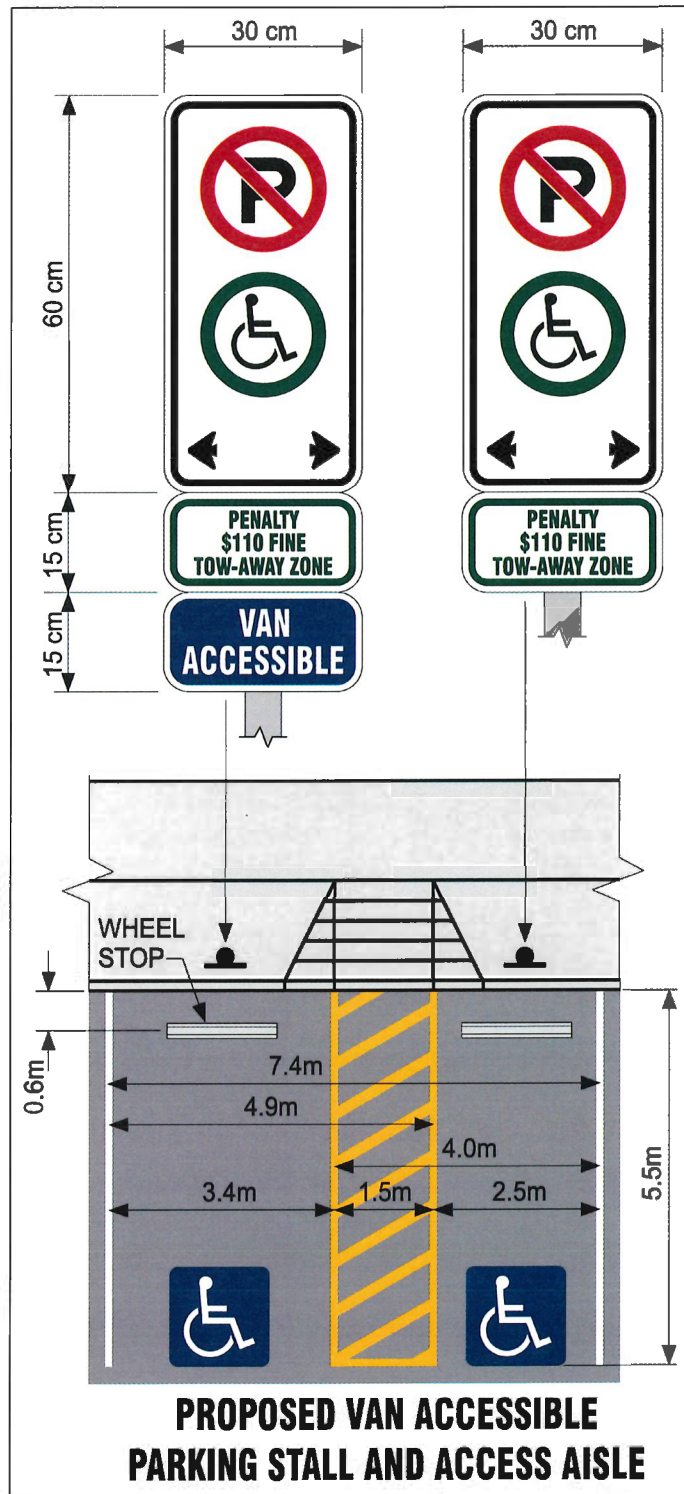 30 cm
30 cm
P
P
60 cm
15 cm
PENALTY
$110 FINE
TOW-AWAY ZONE
PENALTY
$110 FINE
TOW-AWAY ZONE
15 cm
VAN
ACCESSIBLE
WHEEL
STOP
0.6m
7.4m
4.9m
4.0m
3.4m
1.5m
2.5m
5.5m
PROPOSED VAN ACCESSIBLE
PARKING STALL AND ACCESS AISLE